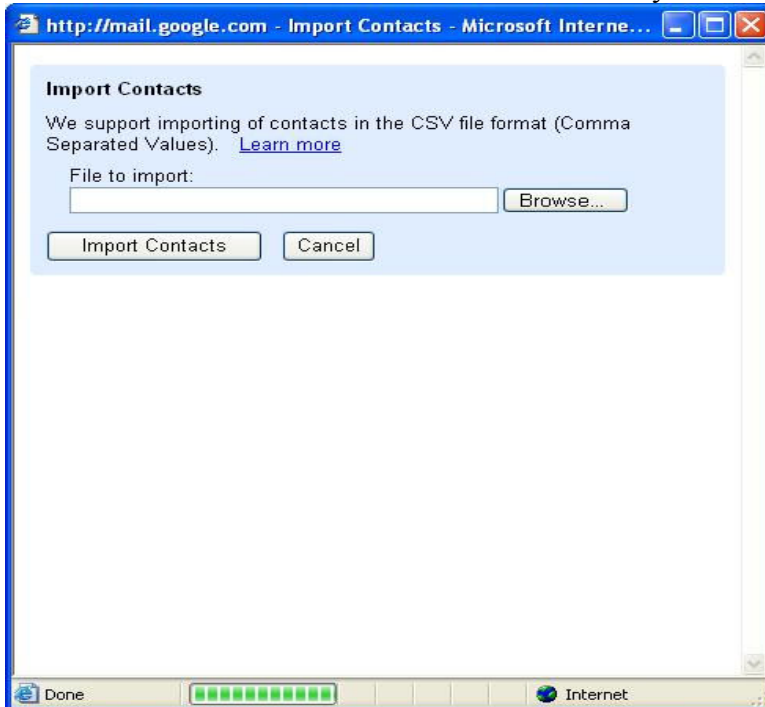 http://mail.google.com - Import Contacts - Microsoft Interne...
Import Contacts
We support importing of contacts in the CSV file format (Comma
Separated Values). Learn more
File to import:
Browse...
Import Contacts Cancel
Done Internet